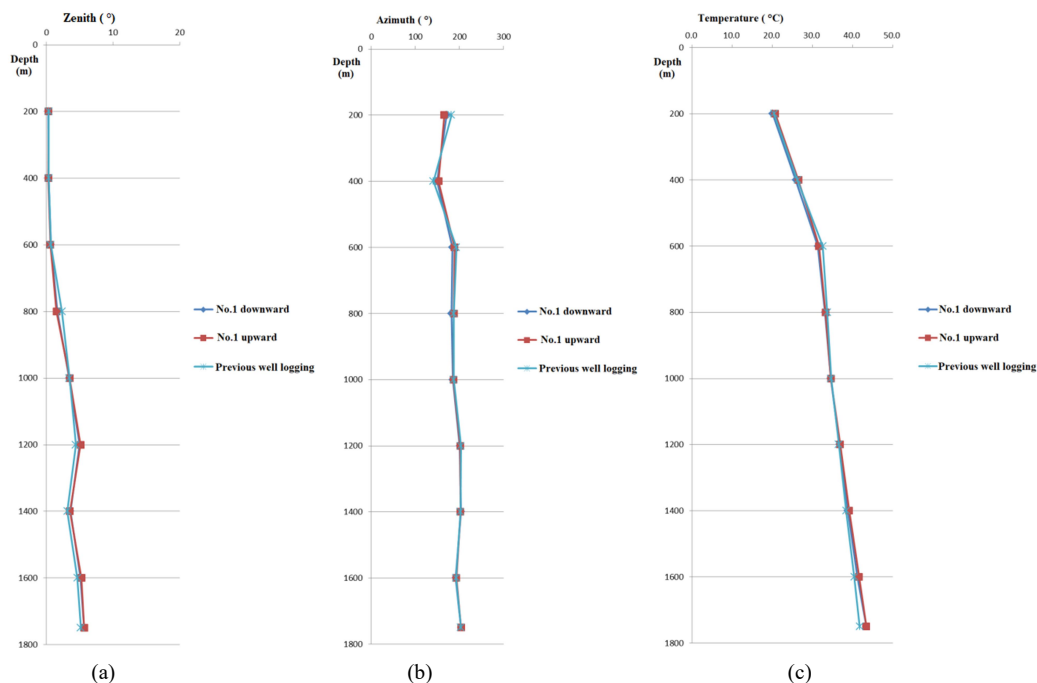 Zenith ( °)
0 10 20
0
Depth
(m)
200
400
600
800
1000
1200
1400
1600
1800
No.1 downward
No.1 upward
Previous well logging
(a)
Azimuth ( °)
0 100 200 300
0
Depth
(m)
200
400
600
800
1000
1200
1400
1600
1800
No.1 downward
No.1 upward
Previous well logging
(b)
Temperature ( °C)
0.0 10.0 20.0 30.0 40.0 50.0
0
Depth
(m)
200
400
600
800
1000
1200
1400
1600
1800
No.1 downward
No.1 upward
Previous well logging
(c)